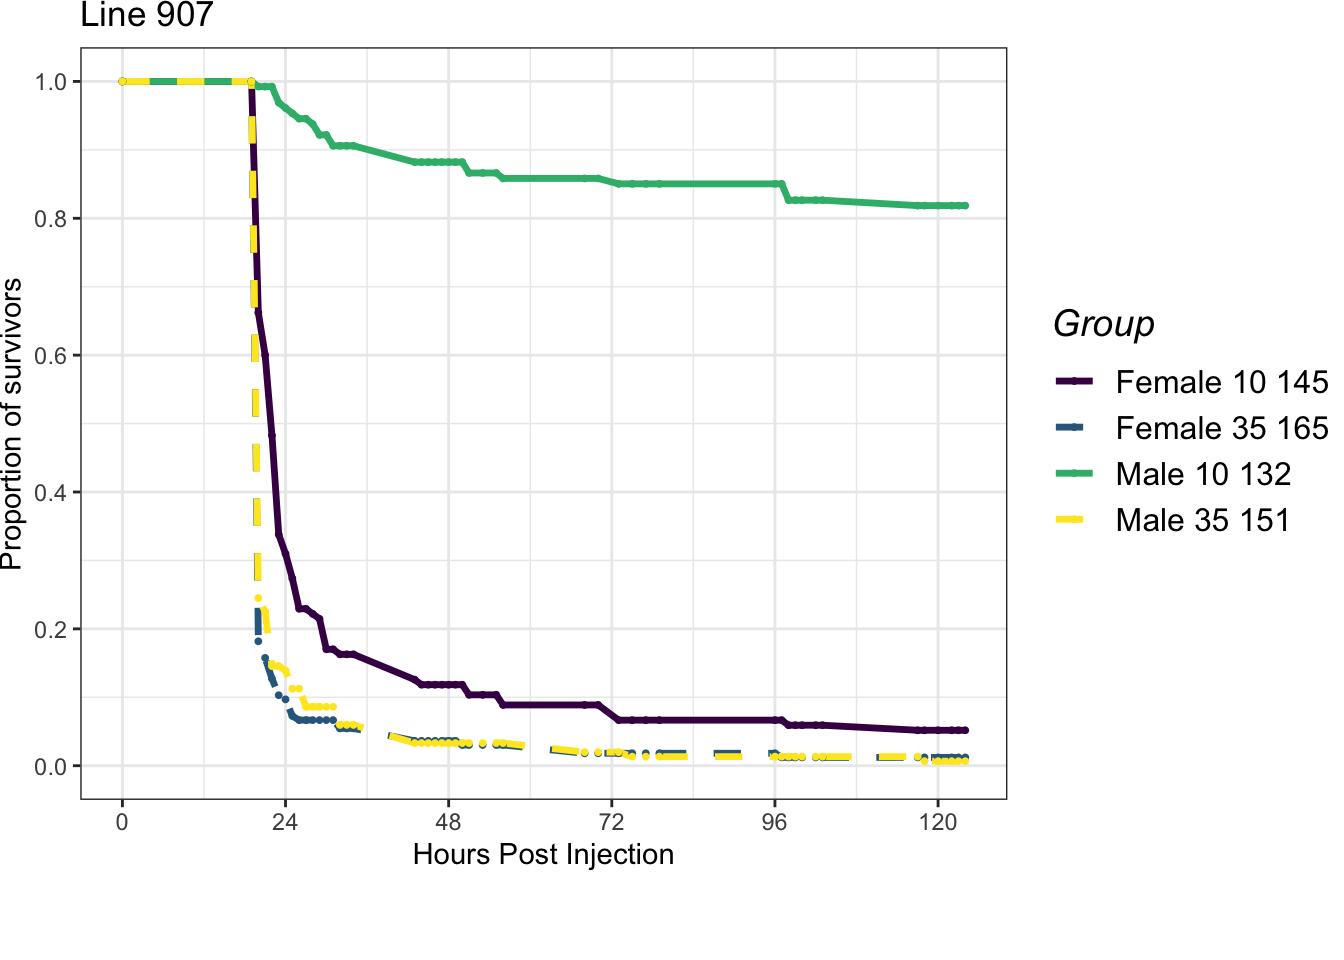 Line 907
Proportion of survivors
1.0
0.8
0.6
0.4
0.2
0.0
0 24 48 72 96 120
Hours Post Injection
Group
Female 10 145
Female 35 165
Male 10 132
Male 35 151